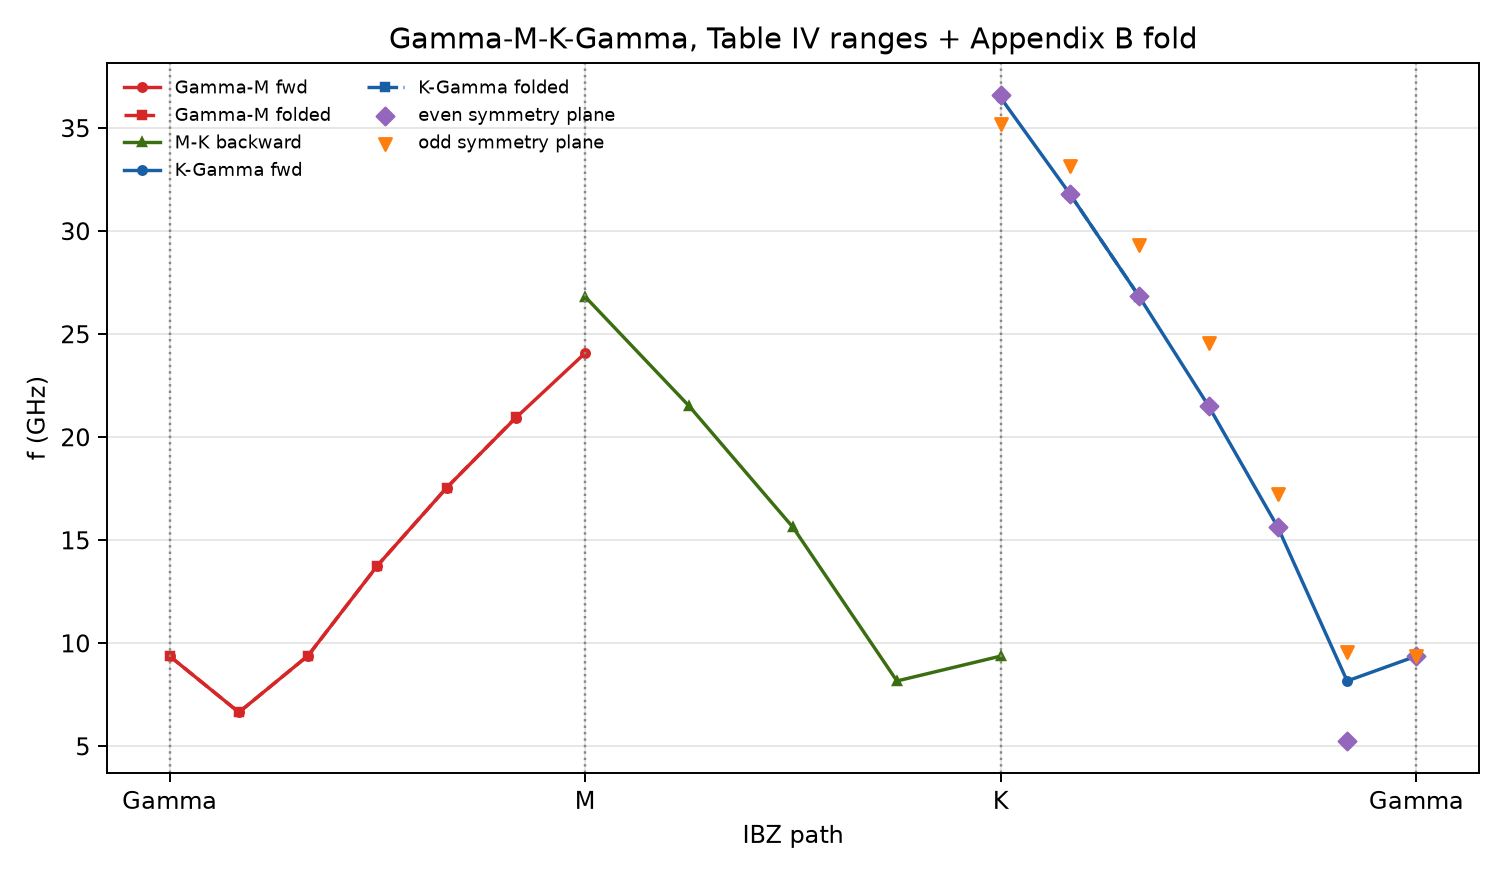 Gamma-M-K-Gamma, Table IV ranges + Appendix B fold
Gamma-M fwd
Gamma-M folded
M-K backward
K-Gamma fwd
K-Gamma folded
even symmetry plane
odd symmetry plane
f (GHz)
35
30
25
20
15
10
5
Gamma
M
K
Gamma
IBZ path